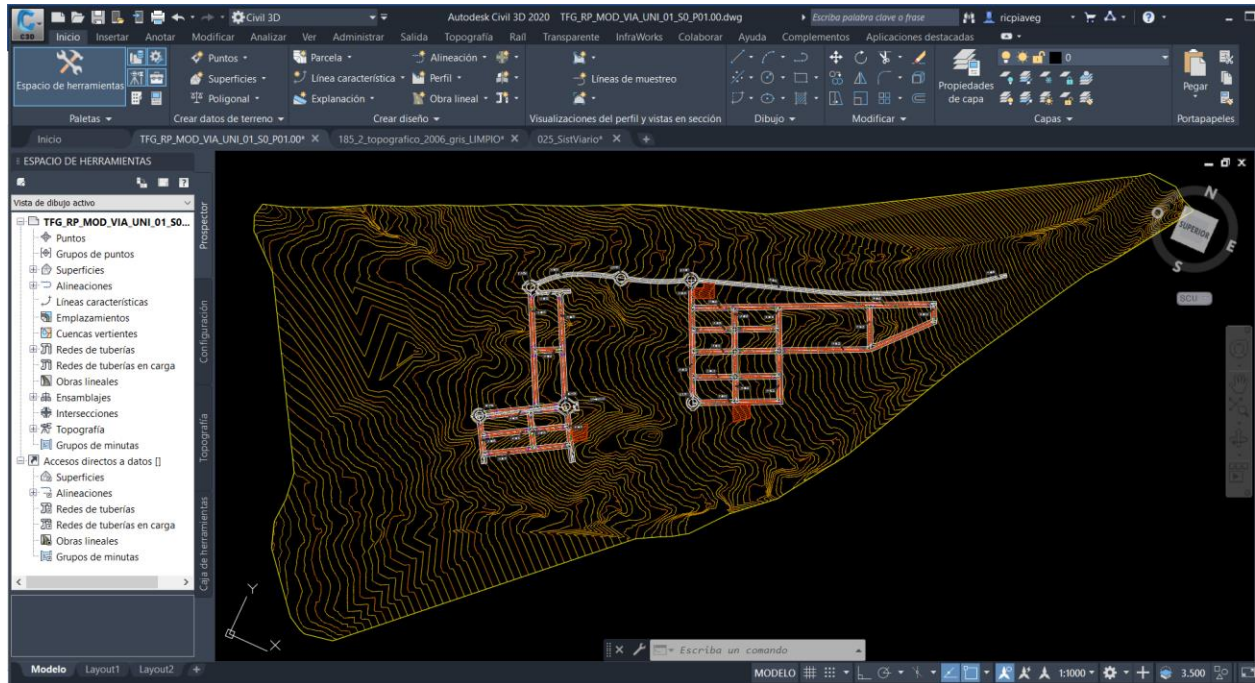 Civil 3D
Autodesk Civil 3D 2020 TFG_RP_MOD_VIA_UNI_01_S0_P01.00.dwg
Escriba palabra clave o frase
ricpiaveg
C3D
Inicio Insertar Anotar Modificar Analizar Ver Administrar Salida Topografía Raíl Transparente InfraWorks Colaborar Ayuda Complementos Aplicaciones destacadas
Espacio de herramientas
Puntos
Superficies
Poligonal
Parcela
Línea característica
Explanación
Alineación
Perfil
Obra lineal
Líneas de muestreo
Propiedades de capa
0
Pegar
Paletas
Crear datos de terreno
Crear diseño
Visualizaciones del perfil y vistas en sección
Dibujo
Modificar
Capas
Portapapeles
Inicio TFG_RP_MOD_VIA_UNI_01_S0_P01.00* 185_2_topografico_2006_gris_LIMPIO* 025_SistViario*
ESPACIO DE HERRAMIENTAS
Vista de dibujo activo
TFG_RP_MOD_VIA_UNI_01_S0...
Puntos
Grupos de puntos
Superficies
Alineaciones
Líneas características
Emplazamientos
Cuencas vertientes
Redes de tuberías
Redes de tuberías en carga
Obras lineales
Ensamblajes
Intersecciones
Topografía
Grupos de minutas
Accesos directos a datos []
Superficies
Alineaciones
Redes de tuberías
Redes de tuberías en carga
Obras lineales
Grupos de minutas
Prospector
Configuración
Topografía
Caja de herramientas
N
O
SUPERIOR
E
S
SCU
Y
X
Escriba un comando
Modelo Layout1 Layout2
MODELO
1:1000
3.500